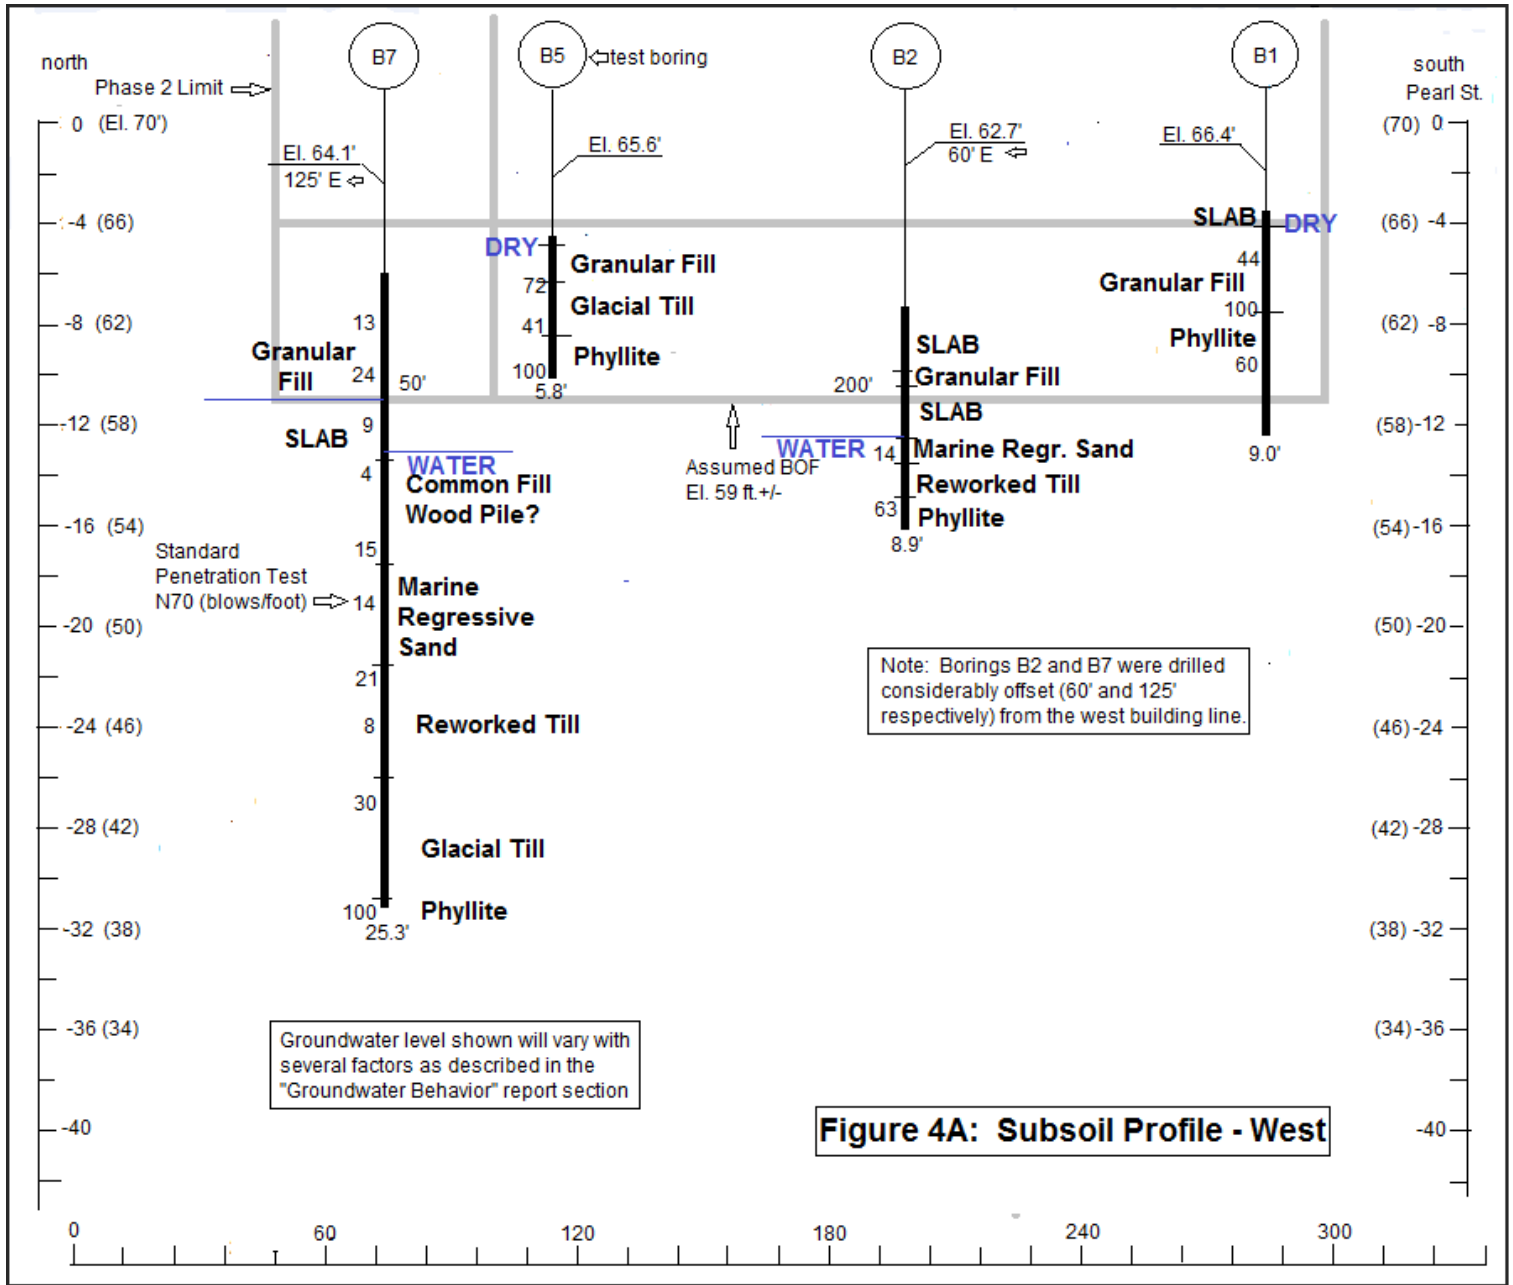 B7
B5
test boring
B2
B1
north
south
Phase 2 Limit
Pearl St.
0 (El. 70')
(70) 0
El. 64.1'
125' E
El. 65.6'
El. 62.7'
60' E
El. 66.4'
-4 (66)
SLAB
DRY
(66) -4
DRY
Granular Fill
44
72
Granular Fill
Glacial Till
100
-8 (62)
13
41
(62) -8
Granular
Fill
24
50'
Phyllite
100
5.8'
SLAB
200'
Granular Fill
Phyllite
60
-12 (58)
9
SLAB
SLAB
(58) -12
WATER
4
Common Fill
Wood Pile?
WATER
14
Marine Regr. Sand
9.0'
Assumed BOF
El. 59 ft.+/-
Reworked Till
63
Phyllite
8.9'
-16 (54)
(54) -16
Standard
Penetration Test
N70 (blows/foot)
15
14
Marine
Regressive
Sand
-20 (50)
(50) -20
21
Note: Borings B2 and B7 were drilled
considerably offset (60' and 125'
respectively) from the west building line.
-24 (46)
8
Reworked Till
(46) -24
30
-28 (42)
Glacial Till
(42) -28
100
Phyllite
25.3'
-32 (38)
(38) -32
-36 (34)
(34) -36
Groundwater level shown will vary with
several factors as described in the
"Groundwater Behavior" report section
-40
Figure 4A: Subsoil Profile - West
-40
0
60
120
180
240
300